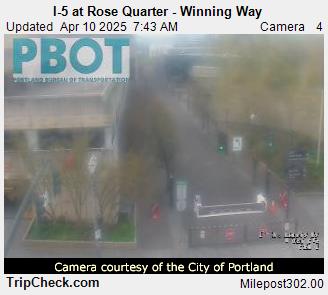 I-5 at Rose Quarter - Winning Way
Updated Apr 10 2025 7:43 AM Camera 4
PBOT
PORTLAND BUREAU OF TRANSPORTATION
Camera courtesy of the City of Portland
TripCheck.com Milepost302.00